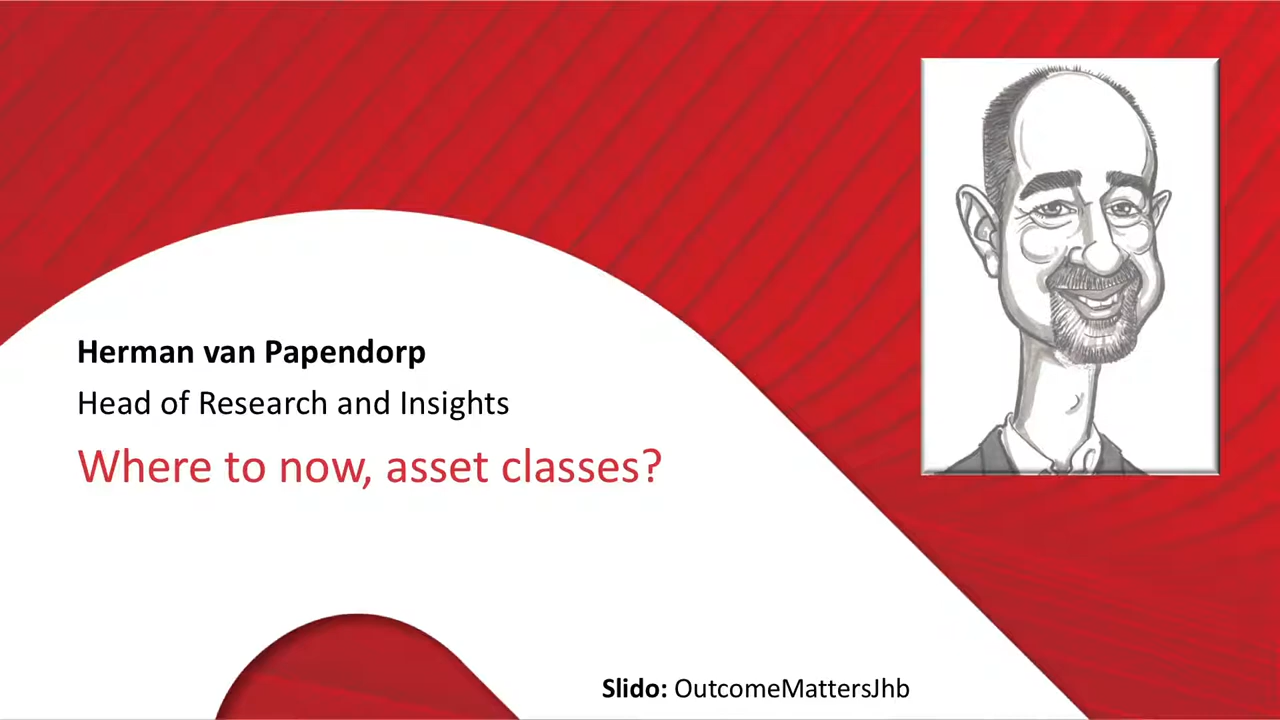 Herman van Papendorp
Head of Research and Insights
Where to now, asset classes?
Slido: OutcomeMattersJhb